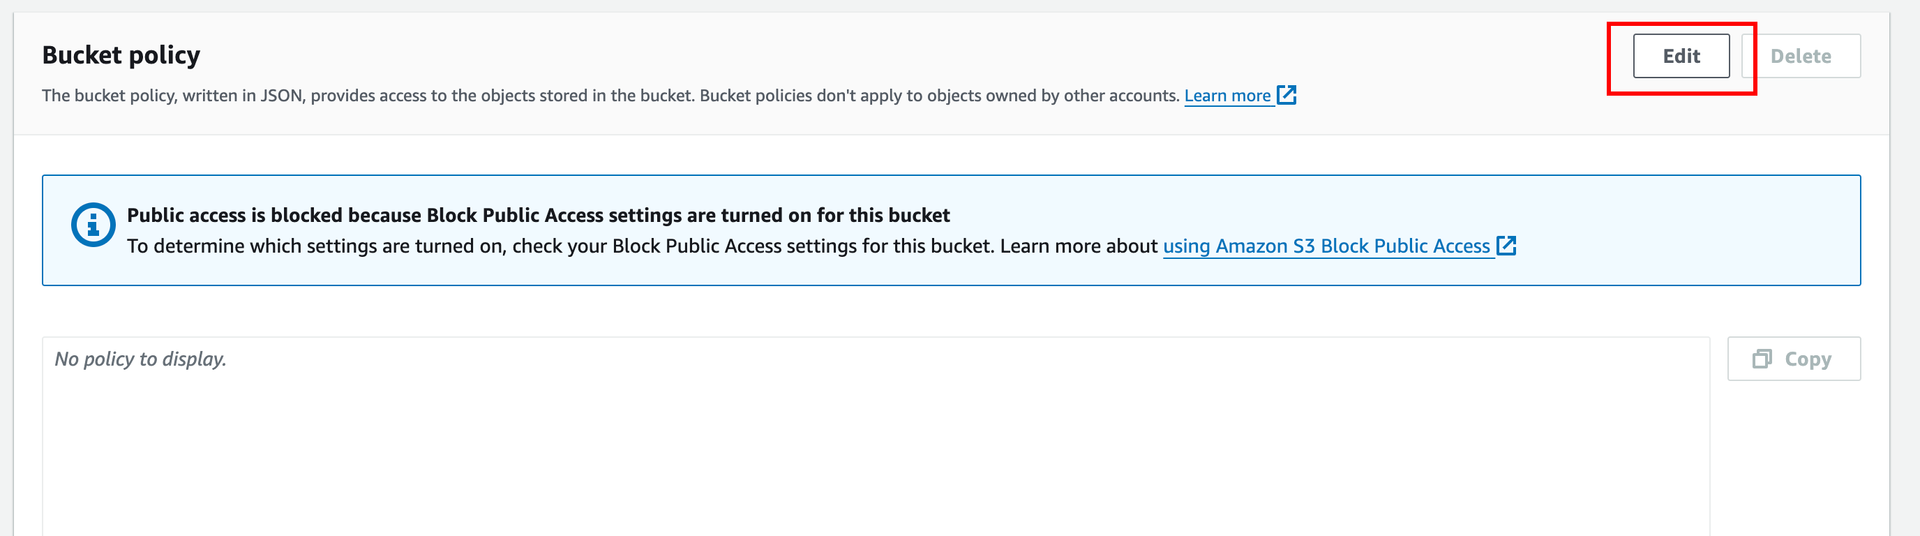 Bucket policy
Edit
Delete
The bucket policy, written in JSON, provides access to the objects stored in the bucket. Bucket policies don't apply to objects owned by other accounts. Learn more
Public access is blocked because Block Public Access settings are turned on for this bucket
To determine which settings are turned on, check your Block Public Access settings for this bucket. Learn more about using Amazon S3 Block Public Access
No policy to display.
Copy